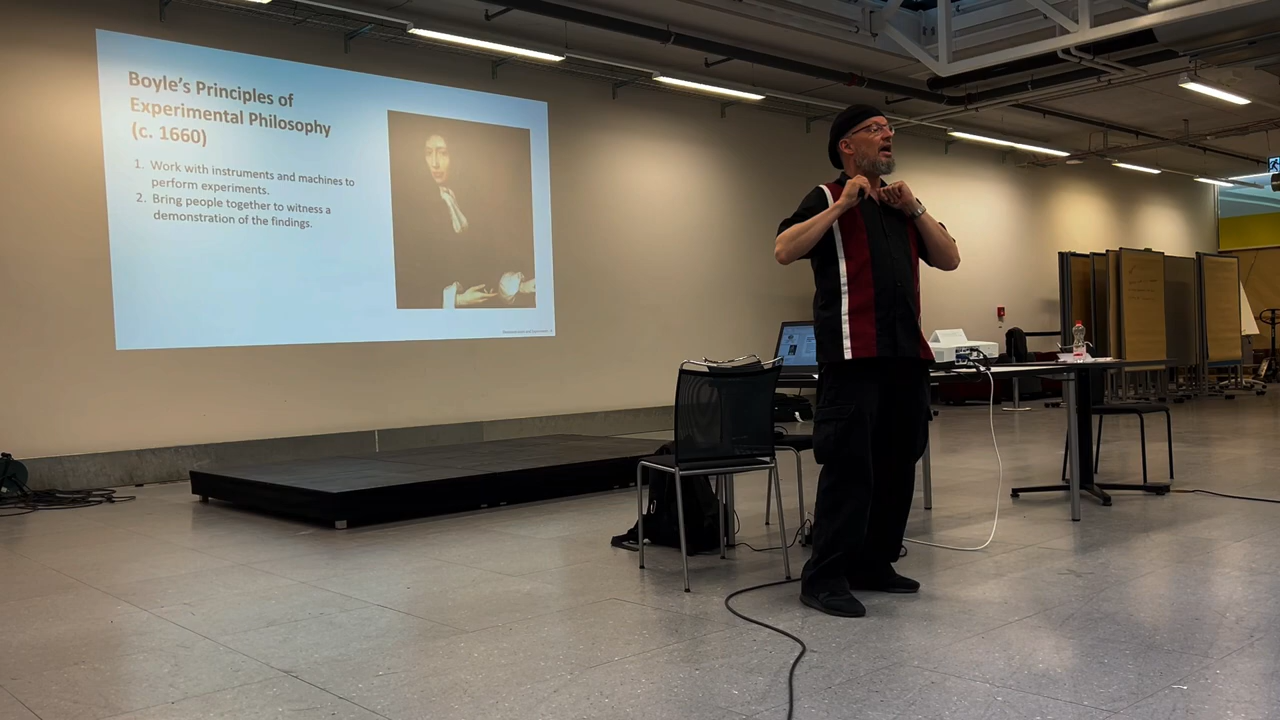 Boyle's Principles of
Experimental Philosophy
(c. 1660)
1. Work with instruments and machines to
perform experiments.
2. Bring people together to witness a
demonstration of the findings.